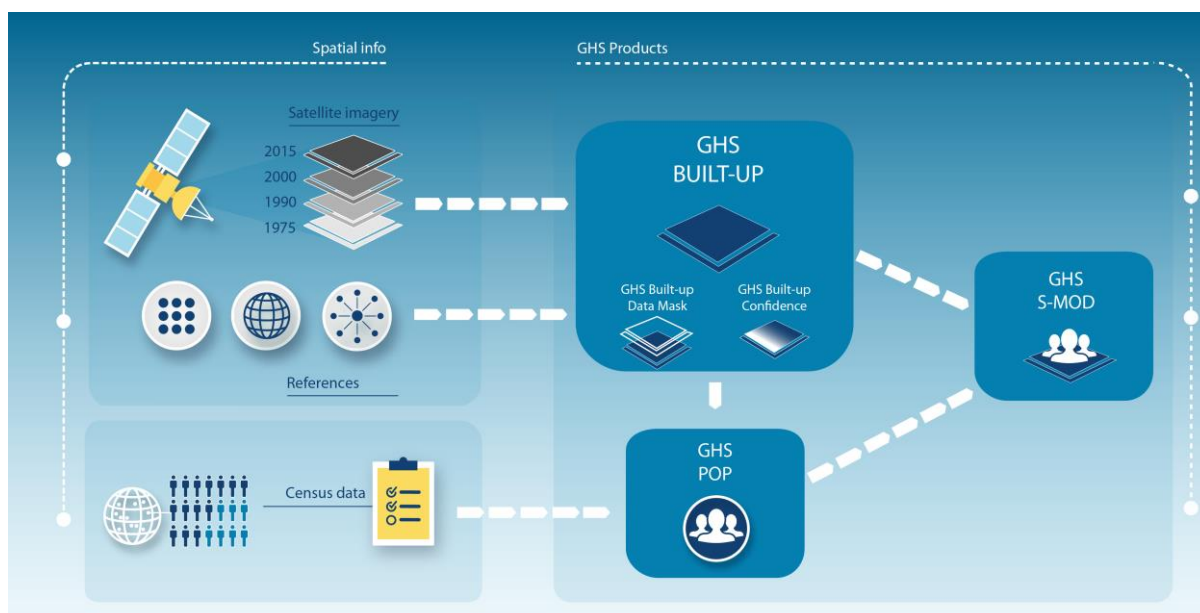 Spatial info
GHS Products
Satellite imagery
2015
2000
1990
1975
References
Census data
GHS
BUILT-UP
GHS Built-up
Data Mask
GHS Built-up
Confidence
GHS
POP
GHS
S-MOD